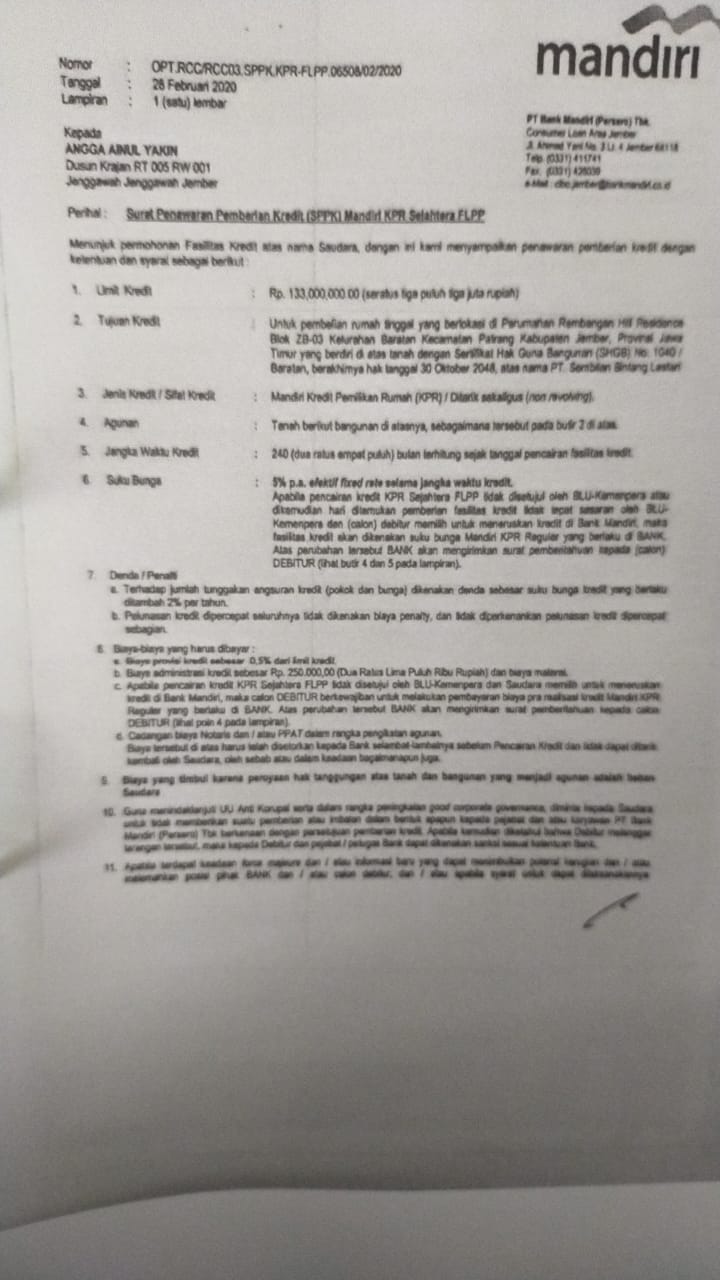 mandiri
Nomor : OPT.RCC/RCC03.SPPK.KPR-FLPP.06508/02/2020
Tanggal : 28 Februari 2020
Lampiran : 1 (satu) lembar
PT Bank Mandiri (Persero) Tbk.
Consumer Loan Area Jember
Jl. Ahmad Yani No. 3 Lt. 4 Jember 68118
Telp. (0331) 411741
Fax. (0331) 428039
Kepada
ANGGA AINUL YAKIN
Dusun Krajan RT 005 RW 001
Jenggawah Jenggawah Jember
Perihal : Surat Penawaran Pemberian Kredit (SPPK) Mandiri KPR Sejahtera FLPP
Menunjuk permohonan Fasilitas Kredit atas nama Saudara, dengan ini kami menyampaikan penawaran pemberian kredit dengan
ketentuan dan syarat sebagai berikut :
1. Limit Kredit : Rp. 133,000,000.00 (seratus tiga puluh tiga juta rupiah)
2. Tujuan Kredit : Untuk pembelian rumah tinggal yang berlokasi di Perumahan Rembangan Hill Residence
Blok ZB-03 Kelurahan Baratan Kecamatan Patrang Kabupaten Jember, Provinsi Jawa
Timur yang berdiri di atas tanah dengan Sertifikat Hak Guna Bangunan (SHGB) No. 1040 /
Baratan, berakhirnya hak tanggal 30 Oktober 2048, atas nama PT. Sembilan Bintang Lestari
3. Jenis Kredit / Sifat Kredit : Mandiri Kredit Pemilikan Rumah (KPR) / Ditarik sekaligus (non revolving).
4. Agunan : Tanah berikut bangunan di atasnya, sebagaimana tersebut pada butir 2 di atas.
5. Jangka Waktu Kredit : 240 (dua ratus empat puluh) bulan terhitung sejak tanggal pencairan fasilitas kredit.
6. Suku Bunga : 5% p.a. efektif fixed rate selama jangka waktu kredit.
Apabila pencairan kredit KPR Sejahtera FLPP tidak disetujui oleh BLU-Kemenpera atau
dikemudian hari ditemukan pemberian fasilitas kredit tidak tepat sasaran oleh BLU-
Kemenpera dan (calon) debitur memilih untuk meneruskan kredit di Bank Mandiri, maka
fasilitas kredit akan dikenakan suku bunga Mandiri KPR Reguler yang berlaku di BANK.
Atas perubahan tersebut BANK akan mengirimkan surat pemberitahuan kepada (calon)
DEBITUR (lihat butir 4 dan 5 pada lampiran).
7. Denda / Penalti
a. Terhadap jumlah tunggakan angsuran kredit (pokok dan bunga) dikenakan denda sebesar suku bunga kredit yang berlaku
ditambah 2% per tahun.
b. Pelunasan kredit dipercepat seluruhnya tidak dikenakan biaya penalty, dan tidak diperkenankan pelunasan kredit dipercepat
sebagian.
8. Biaya-biaya yang harus dibayar :
a. Biaya provisi kredit sebesar 0,5% dari limit kredit.
b. Biaya administrasi kredit sebesar Rp. 250.000,00 (Dua Ratus Lima Puluh Ribu Rupiah) dan biaya materai.
c. Apabila pencairan kredit KPR Sejahtera FLPP tidak disetujui oleh BLU-Kemenpera dan Saudara memilih untuk meneruskan
kredit di Bank Mandiri, maka calon DEBITUR berkewajiban untuk melakukan pembayaran biaya pra realisasi kredit Mandiri KPR
Reguler yang berlaku di BANK. Atas perubahan tersebut BANK akan mengirimkan surat pemberitahuan kepada calon
DEBITUR (lihat poin 4 pada lampiran).
d. Cadangan biaya Notaris dan / atau PPAT dalam rangka pengikatan agunan.
Biaya tersebut di atas harus telah disetorkan kepada Bank selambat-lambatnya sebelum Pencairan Kredit dan tidak dapat ditarik
kembali oleh Saudara, oleh sebab atau dalam keadaan bagaimanapun juga.
9. Biaya yang timbul karena peroyaan hak tanggungan atas tanah dan bangunan yang menjadi agunan adalah beban
Saudara
10. Guna menindaklanjuti UU Anti Korupsi serta dalam rangka peningkatan good corporate governance, diminta kepada Saudara
untuk tidak memberikan suatu pemberian atau imbalan dalam bentuk apapun kepada pejabat dan atau karyawan PT Bank
Mandiri (Persero) Tbk berkenaan dengan persetujuan pemberian kredit. Apabila kemudian diketahui bahwa Debitur melanggar
larangan tersebut, maka kepada Debitur dan pejabat / petugas Bank dapat dikenakan sanksi sesuai ketentuan Bank.
11. Apabila terdapat keadaan force majeure dan / atau informasi baru yang dapat menimbulkan potensi kerugian dan / atau
melemahkan posisi pihak BANK dan / atau calon debitur, dan / atau apabila syarat untuk dapat dilaksanakannya